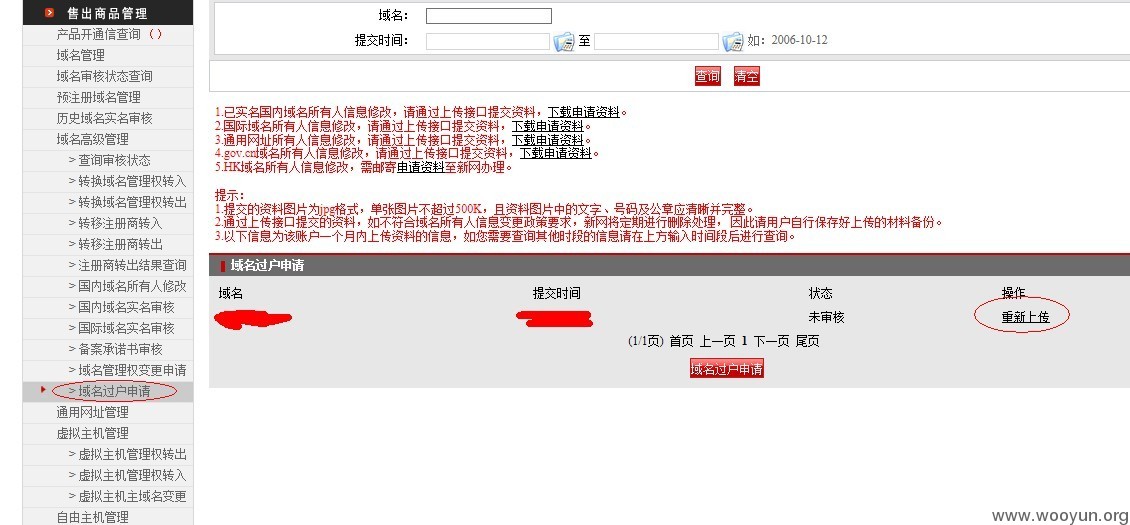 售出商品管理
产品开通信查询（）
域名管理
域名审核状态查询
预注册域名管理
历史域名实名审核
域名高级管理
> 查询审核状态
> 转换域名管理权转入
> 转换域名管理权转出
> 转移注册商转入
> 转移注册商转出
> 注册商转出结果查询
> 国内域名所有人修改
> 国内域名实名审核
> 国际域名实名审核
> 备案承诺书审核
> 域名管理权变更申请
> 域名过户申请
通用网址管理
虚拟主机管理
> 虚拟主机管理权转出
> 虚拟主机管理权转入
> 虚拟主机主域名变更
自由主机管理
域名：
提交时间： 至 如：2006-10-12
查询 清空
1.已实名国内域名所有人信息修改，请通过上传接口提交资料，下载申请资料。
2.国际域名所有人信息修改，请通过上传接口提交资料，下载申请资料。
3.通用网址所有人信息修改，请通过上传接口提交资料，下载申请资料。
4.gov.cn域名所有人信息修改，请通过上传接口提交资料，下载申请资料。
5.HK域名所有人信息修改，需邮寄申请资料至新网办理。
提示：
1.提交的资料图片为jpg格式，单张图片不超过500K，且资料图片中的文字、号码及公章应清晰并完整。
2.通过上传接口提交的资料，如不符合域名所有人信息变更政策要求，新网将定期进行删除处理，因此请用户自行保存好上传的材料备份。
3.以下信息为该账户一个月内上传资料的信息，如您需要查询其他时段的信息请在上方输入时间段后进行查询。
域名过户申请
域名 提交时间 状态 操作
未审核 重新上传
(1/1页) 首页 上一页 1 下一页 尾页
域名过户申请
www.wooyun.org